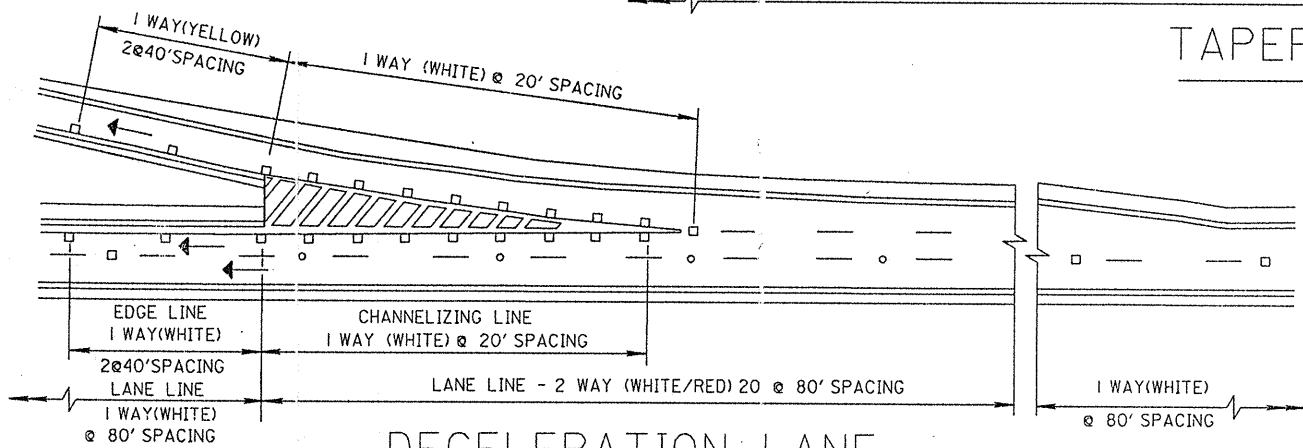 1 WAY(YELLOW)
2@40'SPACING
1 WAY (WHITE) @ 20' SPACING
TAPER
EDGE LINE
1 WAY(WHITE)
2@40'SPACING
LANE LINE
1 WAY(WHITE)
@ 80' SPACING
CHANNELIZING LINE
1 WAY (WHITE) @ 20' SPACING
LANE LINE - 2 WAY (WHITE/RED) 20 @ 80' SPACING
1 WAY(WHITE)
@ 80' SPACING
DECELERATION LANE